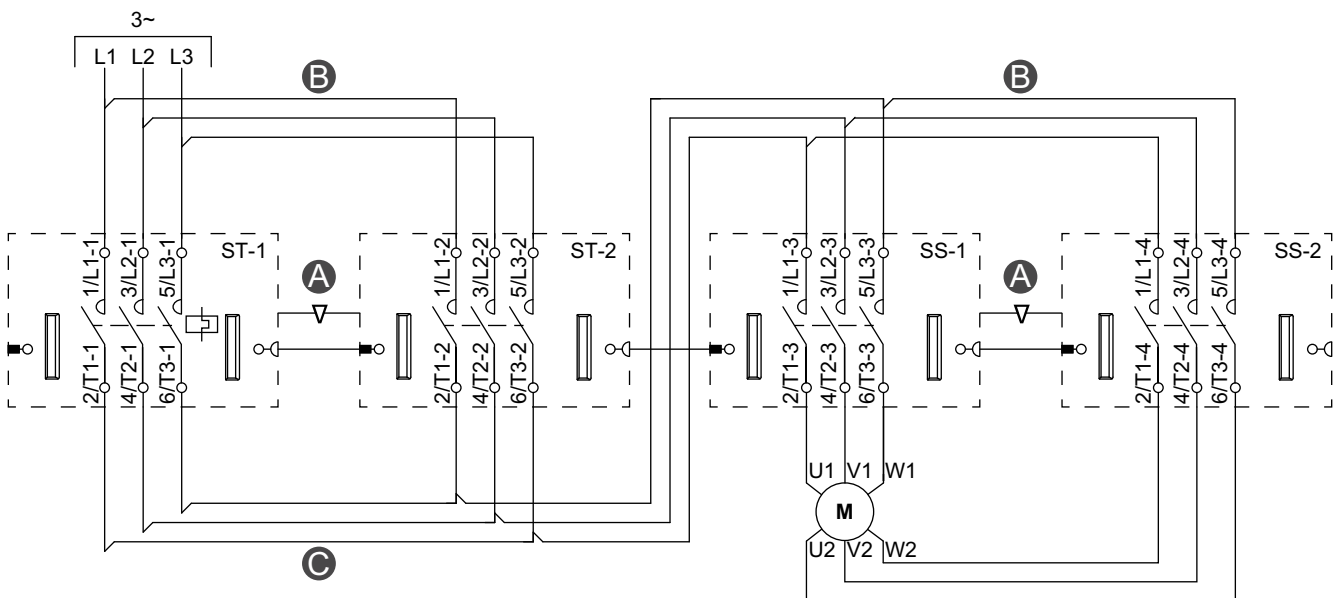 3~
L1 L2 L3
B B
ST-1 ST-2 SS-1 SS-2
1/L1-1 3/L2-1 5/L3-1 1/L1-2 3/L2-2 5/L3-2 1/L1-3 3/L2-3 5/L3-3 1/L1-4 3/L2-4 5/L3-4
A A
2/T1-1 4/T2-1 6/T3-1 2/T1-2 4/T2-2 6/T3-2 2/T1-3 4/T2-3 6/T3-3 2/T1-4 4/T2-4 6/T3-4
U1 V1 W1
M
U2 V2 W2
C